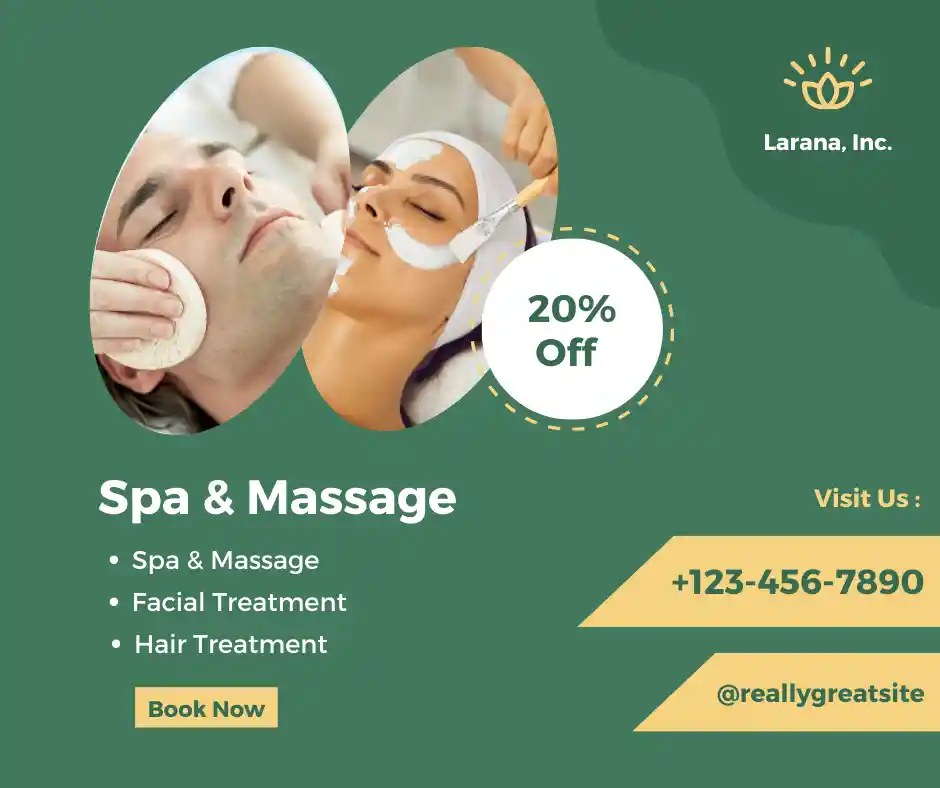 Larana, Inc.
20%
Off
Spa & Massage
• Spa & Massage
• Facial Treatment
• Hair Treatment
Book Now
Visit Us :
+123-456-7890
@reallygreatsite